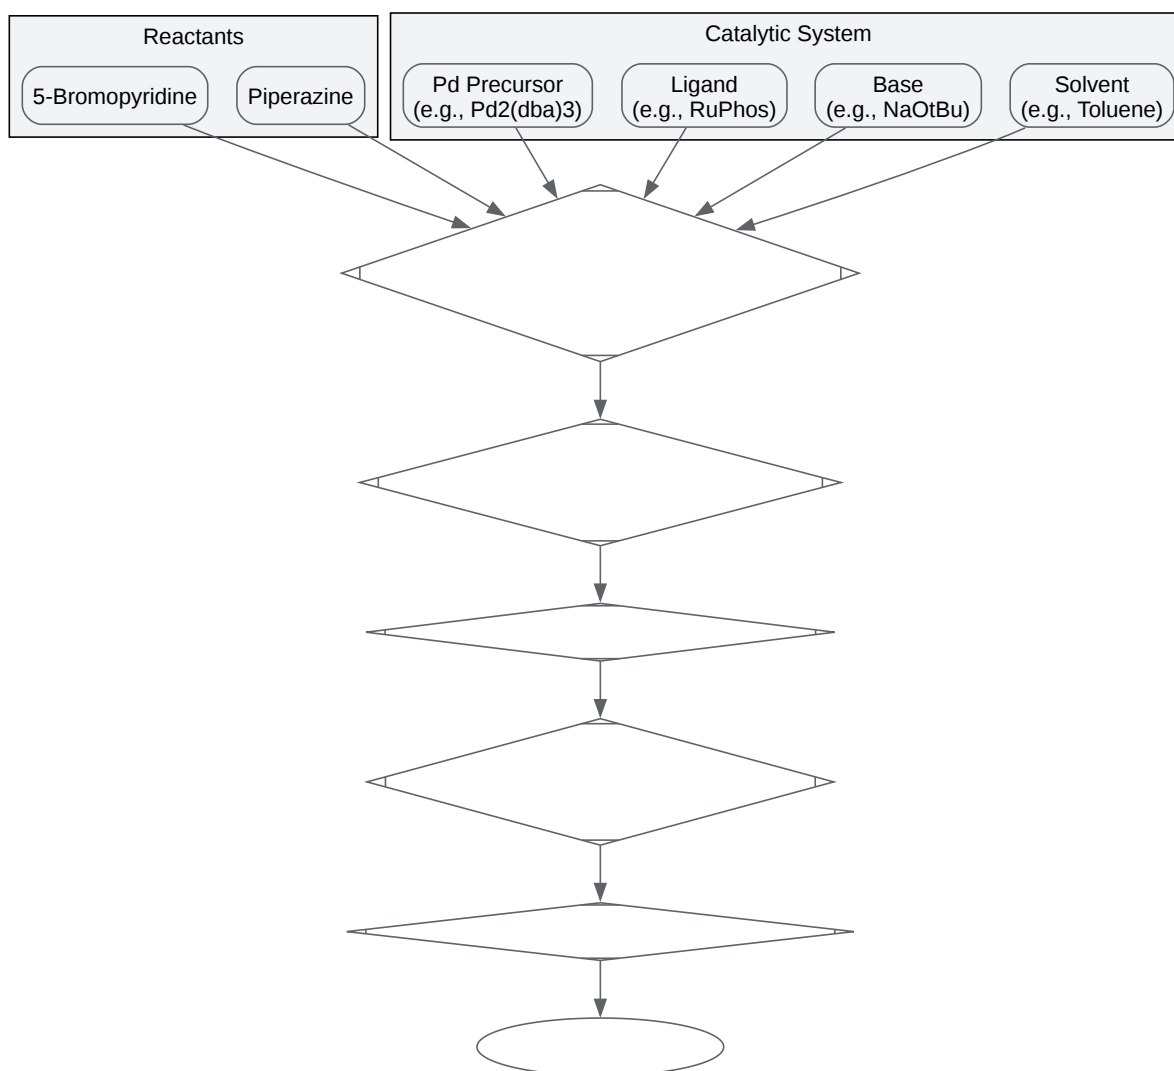 Reactants
Catalytic System
5-Bromopyridine
Piperazine
Pd Precursor
(e.g., Pd2(dba)3)
Ligand
(e.g., RuPhos)
Base
(e.g., NaOtBu)
Solvent
(e.g., Toluene)